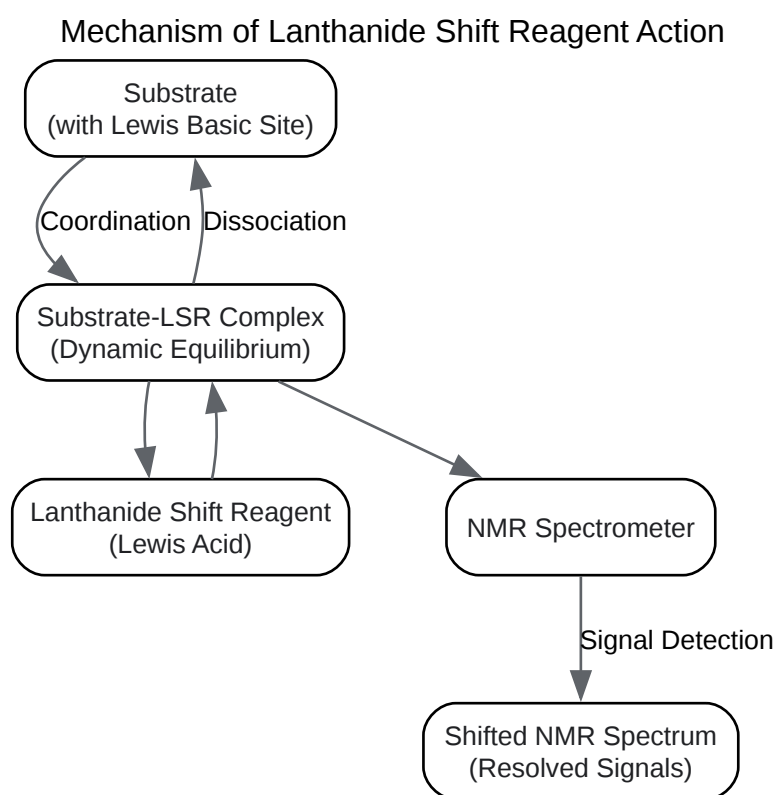 Mechanism of Lanthanide Shift Reagent Action
Substrate
(with Lewis Basic Site)
Coordination
Dissociation
Substrate-LSR Complex
(Dynamic Equilibrium)
Lanthanide Shift Reagent
(Lewis Acid)
NMR Spectrometer
Signal Detection
Shifted NMR Spectrum
(Resolved Signals)